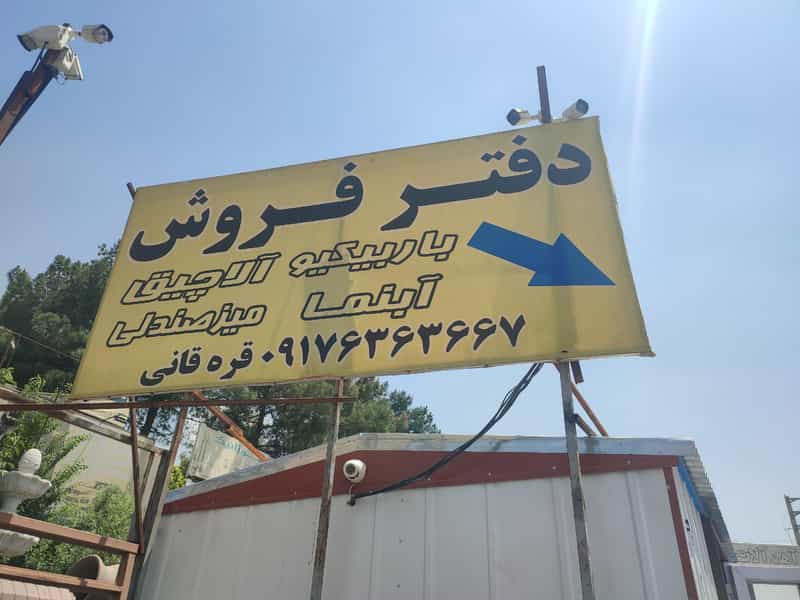 دفتر فروش
باربیکیو آلاچیق
آبنما میزصندلی
۰۹۱۷۶۳۶۳۶۶۷ قره قانی